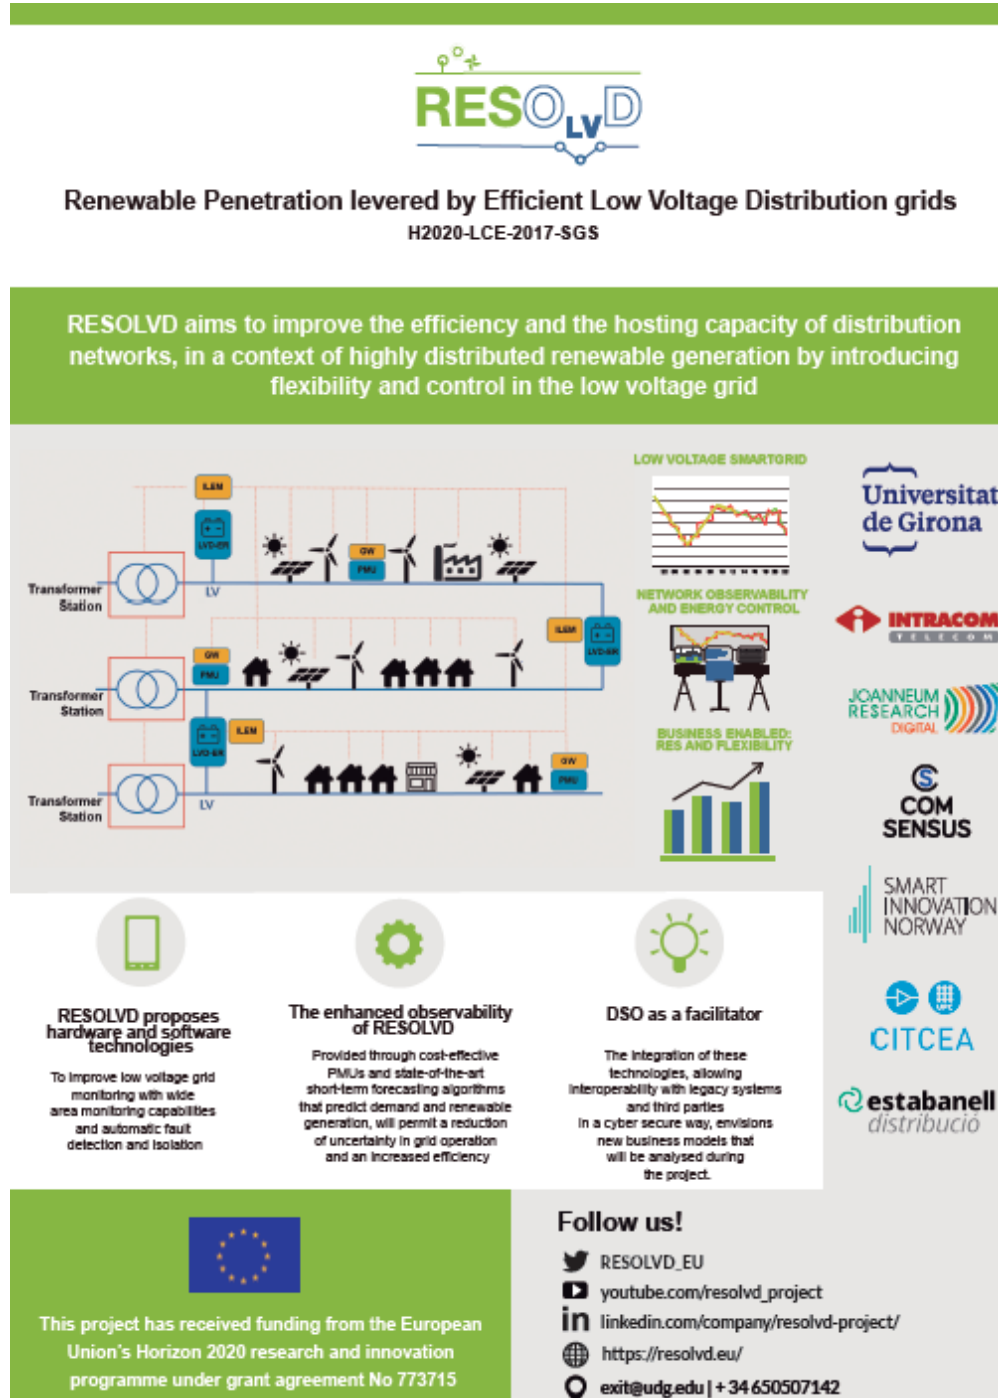 RESOLVD
Renewable Penetration levered by Efficient Low Voltage Distribution grids
H2020-LCE-2017-SGS
RESOLVD aims to improve the efficiency and the hosting capacity of distribution
networks, in a context of highly distributed renewable generation by introducing
flexibility and control in the low voltage grid
ILEM
LVD-ER
GW
PMU
Transformer
Station
LV
ILEM
LVD-ER
GW
PMU
Transformer
Station
ILEM
LVD-ER
GW
PMU
Transformer
Station
LV
LOW VOLTAGE SMARTGRID
NETWORK OBSERVABILITY
AND ENERGY CONTROL
BUSINESS ENABLED:
RES AND FLEXIBILITY
Universitat
de Girona
INTRACOM
TELECOM
JOANNEUM
RESEARCH
DIGITAL
CS
COM
SENSUS
SMART
INNOVATION
NORWAY
UPC
CITCEA
estabanell
distribució
RESOLVD proposes
hardware and software
technologies
To improve low voltage grid
monitoring with wide
area monitoring capabilities
and automatic fault
detection and isolation
The enhanced observability
of RESOLVD
Provided through cost-effective
PMUs and state-of-the-art
short-term forecasting algorithms
that predict demand and renewable
generation, will permit a reduction
of uncertainty in grid operation
and an increased efficiency
DSO as a facilitator
The integration of these
technologies, allowing
interoperability with legacy systems
and third parties
in a cyber secure way, envisions
new business models that
will be analysed during
the project.
This project has received funding from the European
Union's Horizon 2020 research and innovation
programme under grant agreement No 773715
Follow us!
RESOLVD_EU
youtube.com/resolvd_project
in linkedin.com/company/resolvd-project/
https://resolvd.eu/
exit@udg.edu | + 34 650507142